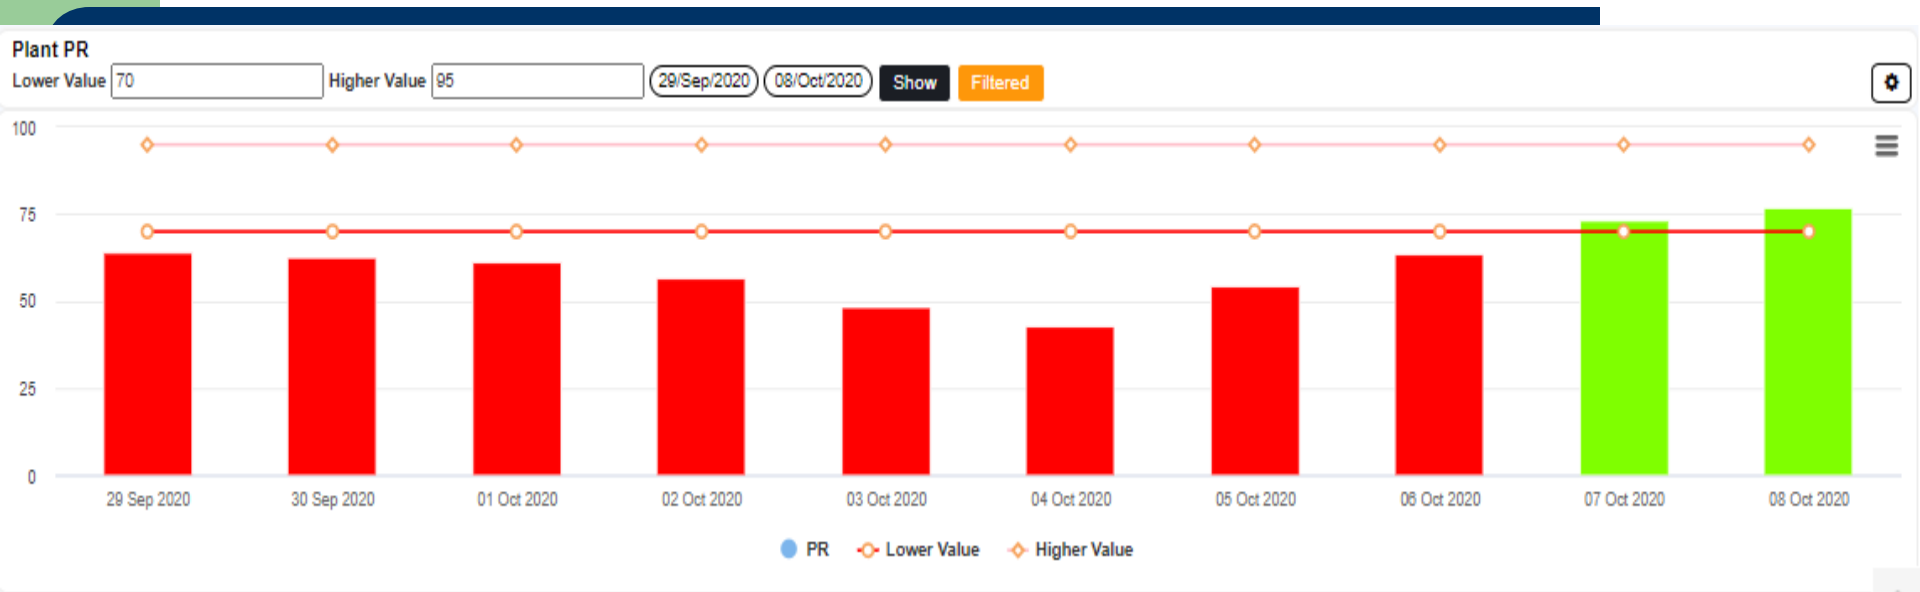 Plant PR
Lower Value 70 Higher Value 95 29/Sep/2020 08/Oct/2020 Show Filtered
100
75
50
25
0
29 Sep 2020 30 Sep 2020 01 Oct 2020 02 Oct 2020 03 Oct 2020 04 Oct 2020 05 Oct 2020 06 Oct 2020 07 Oct 2020 08 Oct 2020
PR Lower Value Higher Value